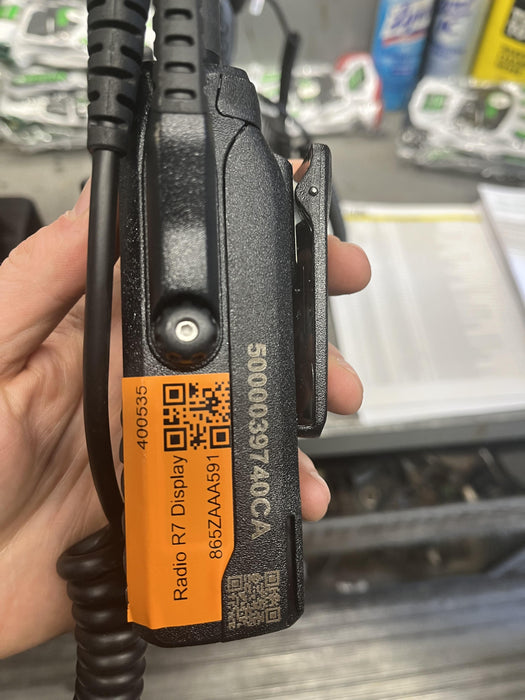 400535
Radio R7 Display
865ZAAA591
5000039740CA